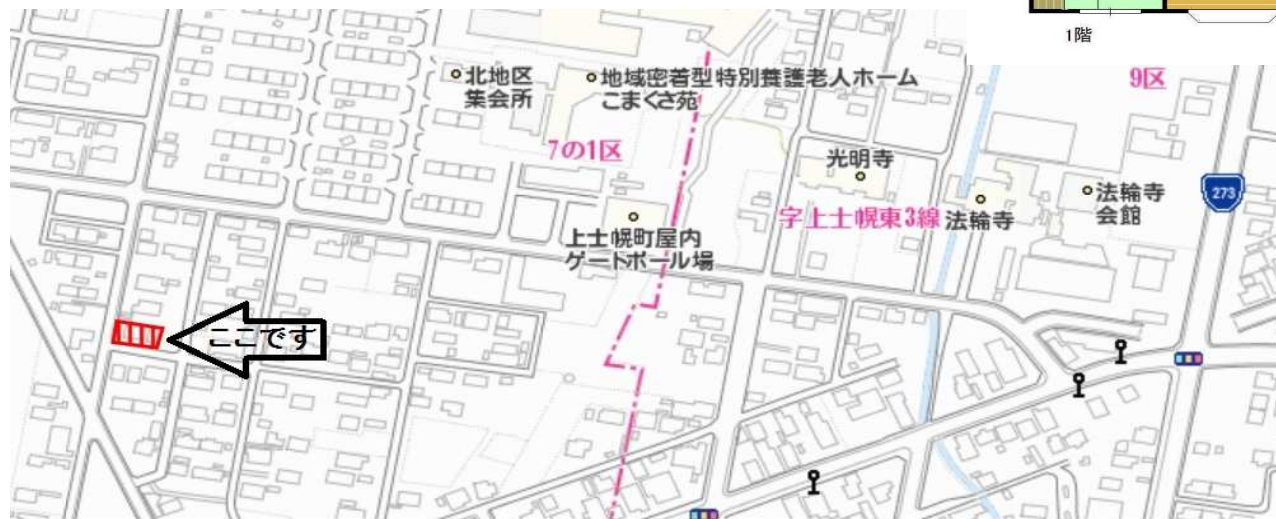 1階
北地区
集会所
地域密着型特別養護老人ホーム
こまくさ苑
9区
7の1区
光明寺
273
法輪寺
会館
字上士幌東3線
法輪寺
上士幌町屋内
ゲートボール場
ここです